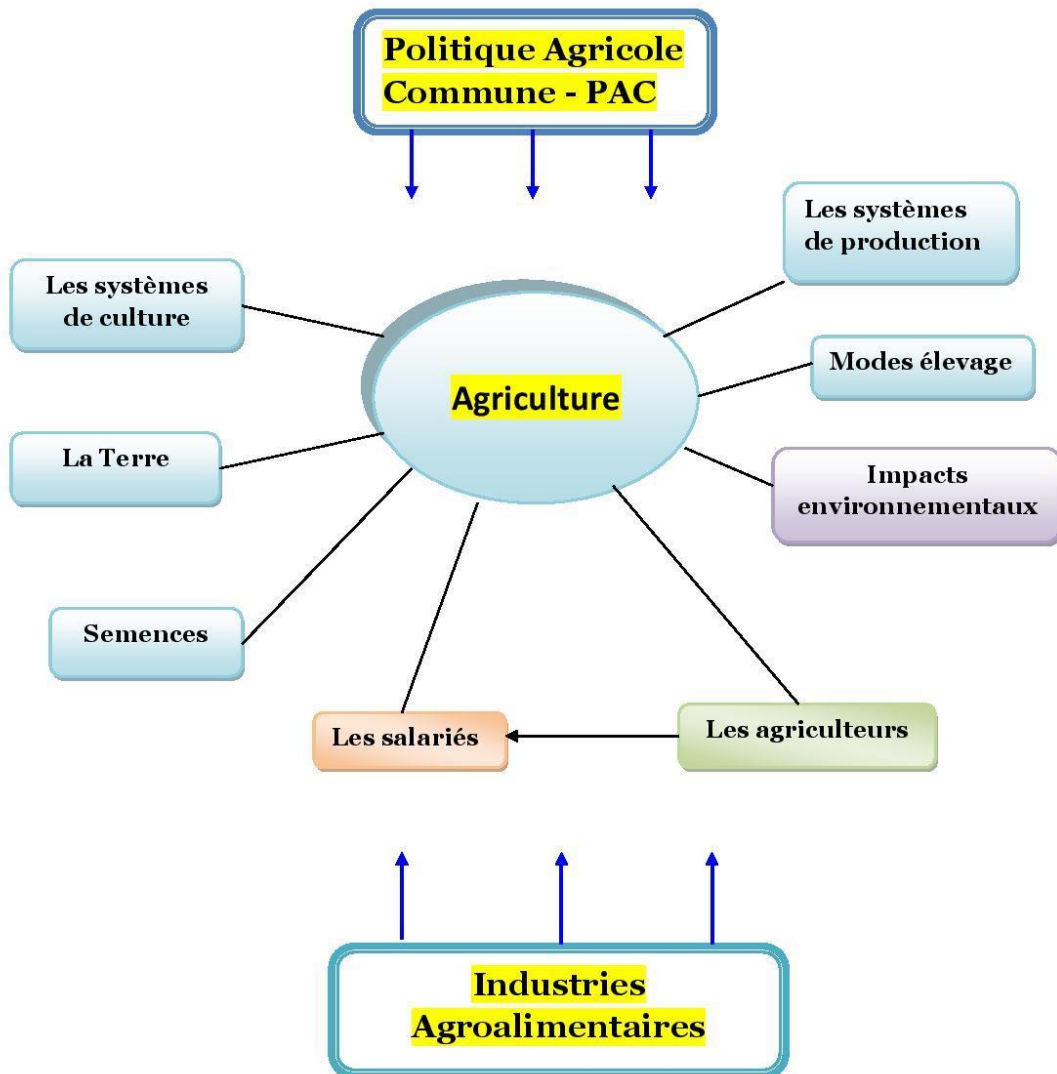 Politique Agricole
Commune - PAC
Les systèmes
de production
Les systèmes
de culture
Modes élevage
Agriculture
La Terre
Impacts
environnementaux
Semences
Les salariés
Les agriculteurs
Industries
Agroalimentaires